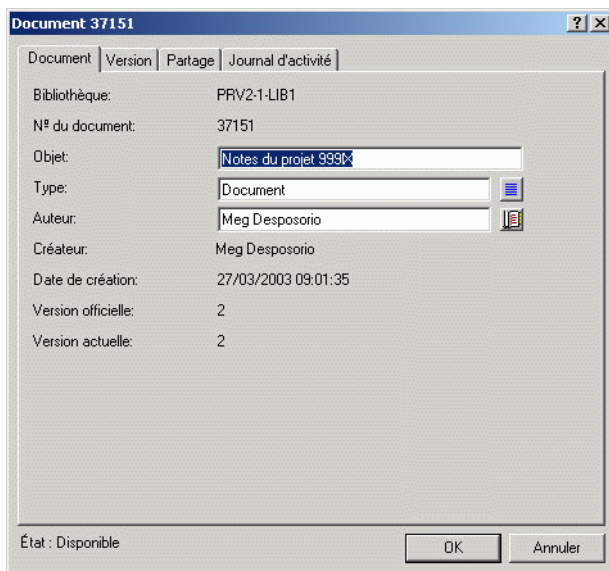 Document 37151
Document Version Partage Journal d'activité
Bibliothèque: PRV2-1-LIB1
Nº du document: 37151
Objet: Notes du projet 999
Type: Document
Auteur: Meg Desposorio
Créateur: Meg Desposorio
Date de création: 27/03/2003 09:01:35
Version officielle: 2
Version actuelle: 2
État : Disponible OK Annuler